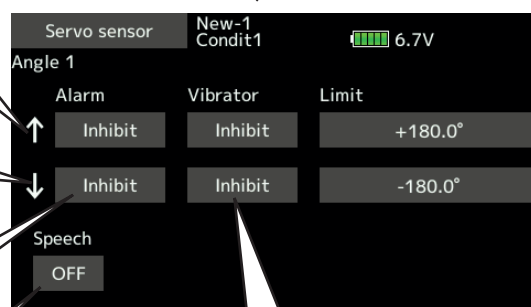 Servo sensor
New-1
Condit1
6.7V
Angle 1
Alarm Vibrator Limit
↑ Inhibit Inhibit +180.0°
↓ Inhibit Inhibit -180.0°
Speech
OFF